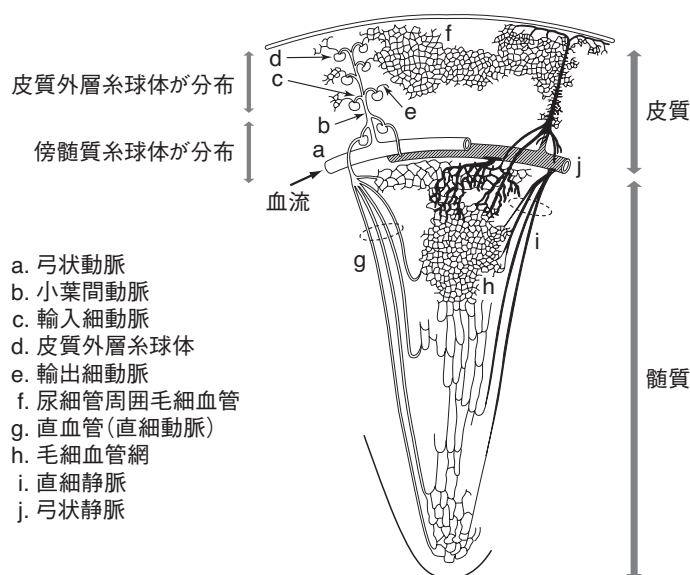 f
d
皮質外層糸球体が分布
c
皮質
e
b
傍髄質糸球体が分布
a
j
血流
i
g
h
a. 弓状動脈
b. 小葉間動脈
c. 輸入細動脈
d. 皮質外層糸球体
髄質
e. 輸出細動脈
f. 尿細管周囲毛細血管
g. 直血管(直細動脈)
h. 毛細血管網
i. 直細静脈
j. 弓状静脈